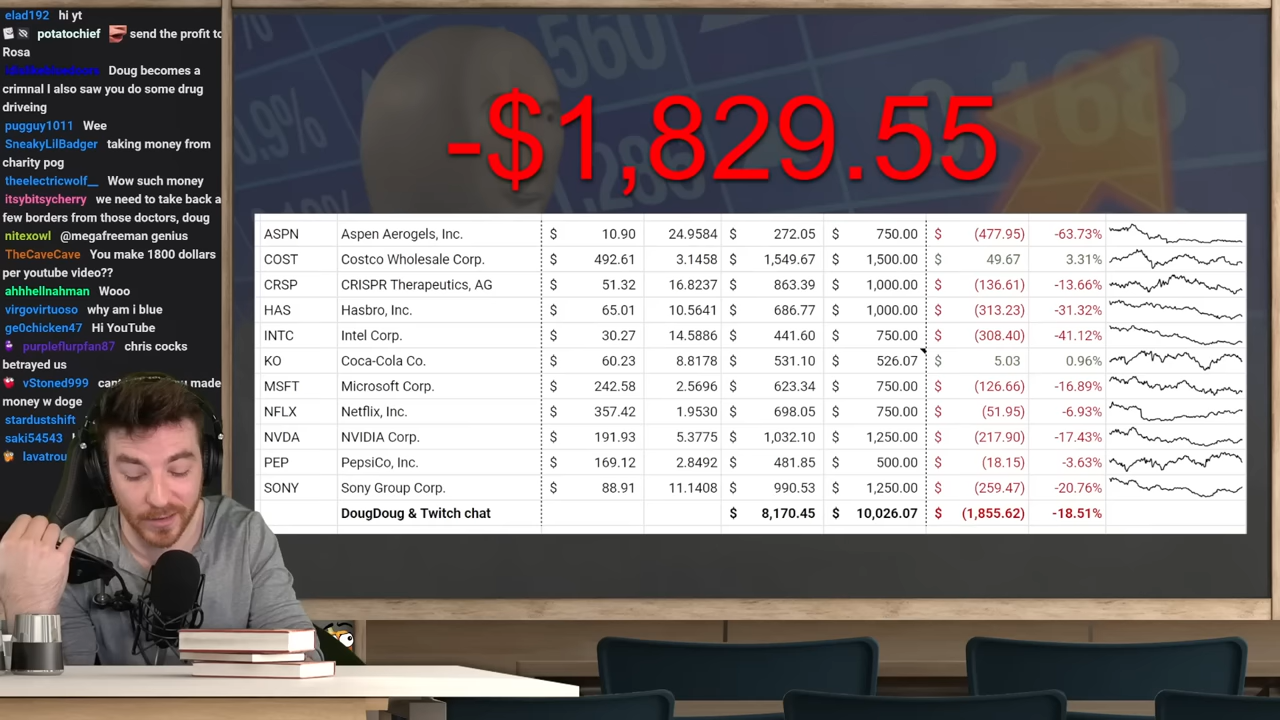 elad192 hi yt
potatochief send the profit to
Rosa
Doug becomes a
crimnal I also saw you do some drug
driveing
pugguy1011 Wee
SneakyLilBadger taking money from
charity pog
theelectricwolf__ Wow such money
itsybitsycherry we need to take back a
few borders from those doctors, doug
nitexowl @megafreeman genius
TheCaveCave You make 1800 dollars
per youtube video??
ahhhellnahman Wooo
virgovirtuoso why am i blue
ge0chicken47 Hi YouTube
purpleflurpfan87 chris cocks
betrayed us
vStoned999 made
money w doge
stardustshift
saki54543
lavatrou
560
0.9%
3,168
1,280
-$1,829.55
ASPN Aspen Aerogels, Inc. $ 10.90 24.9584 $ 272.05 $ 750.00 $ (477.95) -63.73%
COST Costco Wholesale Corp. $ 492.61 3.1458 $ 1,549.67 $ 1,500.00 $ 49.67 3.31%
CRSP CRISPR Therapeutics, AG $ 51.32 16.8237 $ 863.39 $ 1,000.00 $ (136.61) -13.66%
HAS Hasbro, Inc. $ 65.01 10.5641 $ 686.77 $ 1,000.00 $ (313.23) -31.32%
INTC Intel Corp. $ 30.27 14.5886 $ 441.60 $ 750.00 $ (308.40) -41.12%
KO Coca-Cola Co. $ 60.23 8.8178 $ 531.10 $ 526.07 $ 5.03 0.96%
MSFT Microsoft Corp. $ 242.58 2.5696 $ 623.34 $ 750.00 $ (126.66) -16.89%
NFLX Netflix, Inc. $ 357.42 1.9530 $ 698.05 $ 750.00 $ (51.95) -6.93%
NVDA NVIDIA Corp. $ 191.93 5.3775 $ 1,032.10 $ 1,250.00 $ (217.90) -17.43%
PEP PepsiCo, Inc. $ 169.12 2.8492 $ 481.85 $ 500.00 $ (18.15) -3.63%
SONY Sony Group Corp. $ 88.91 11.1408 $ 990.53 $ 1,250.00 $ (259.47) -20.76%
DougDoug & Twitch chat $ 8,170.45 $ 10,026.07 $ (1,855.62) -18.51%